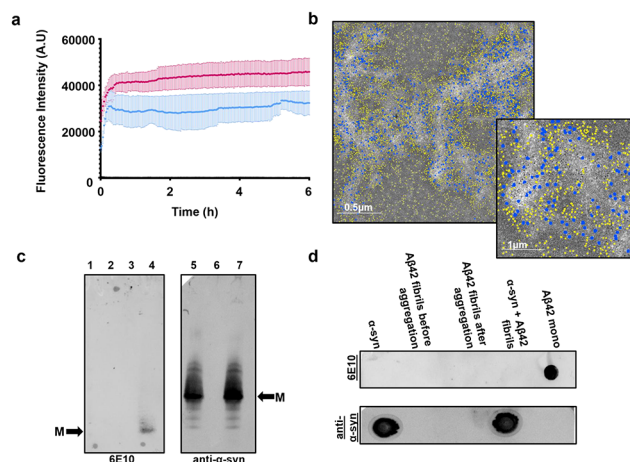 a
Fluorescence Intensity (A.U)
60000
40000
20000
0
0
2
4
6
Time (h)
b
0.5µm
1µm
c
1 2 3 4 5 6 7
M
M
6E10
anti-α-syn
d
α-syn
Aβ42 fibrils before
aggregation
Aβ42 fibrils after
aggregation
α-syn + Aβ42
fibrils
Aβ42 mono
6E10
anti-
α-syn